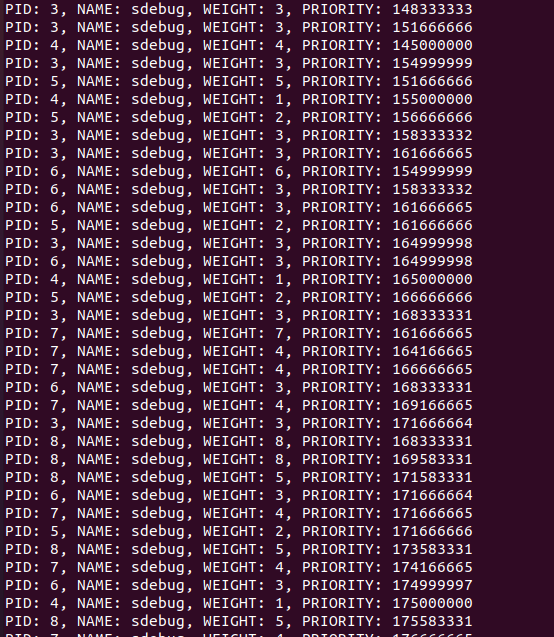 PID: 3, NAME: sdebug, WEIGHT: 3, PRIORITY: 148333333
PID: 3, NAME: sdebug, WEIGHT: 3, PRIORITY: 151666666
PID: 4, NAME: sdebug, WEIGHT: 4, PRIORITY: 145000000
PID: 3, NAME: sdebug, WEIGHT: 3, PRIORITY: 154999999
PID: 5, NAME: sdebug, WEIGHT: 5, PRIORITY: 151666666
PID: 4, NAME: sdebug, WEIGHT: 1, PRIORITY: 155000000
PID: 5, NAME: sdebug, WEIGHT: 2, PRIORITY: 156666666
PID: 3, NAME: sdebug, WEIGHT: 3, PRIORITY: 158333332
PID: 3, NAME: sdebug, WEIGHT: 3, PRIORITY: 161666665
PID: 6, NAME: sdebug, WEIGHT: 6, PRIORITY: 154999999
PID: 6, NAME: sdebug, WEIGHT: 3, PRIORITY: 158333332
PID: 6, NAME: sdebug, WEIGHT: 3, PRIORITY: 161666665
PID: 5, NAME: sdebug, WEIGHT: 2, PRIORITY: 161666666
PID: 3, NAME: sdebug, WEIGHT: 3, PRIORITY: 164999998
PID: 6, NAME: sdebug, WEIGHT: 3, PRIORITY: 164999998
PID: 4, NAME: sdebug, WEIGHT: 1, PRIORITY: 165000000
PID: 5, NAME: sdebug, WEIGHT: 2, PRIORITY: 166666666
PID: 3, NAME: sdebug, WEIGHT: 3, PRIORITY: 168333331
PID: 7, NAME: sdebug, WEIGHT: 7, PRIORITY: 161666665
PID: 7, NAME: sdebug, WEIGHT: 4, PRIORITY: 164166665
PID: 7, NAME: sdebug, WEIGHT: 4, PRIORITY: 166666665
PID: 6, NAME: sdebug, WEIGHT: 3, PRIORITY: 168333331
PID: 7, NAME: sdebug, WEIGHT: 4, PRIORITY: 169166665
PID: 3, NAME: sdebug, WEIGHT: 3, PRIORITY: 171666664
PID: 8, NAME: sdebug, WEIGHT: 8, PRIORITY: 168333331
PID: 8, NAME: sdebug, WEIGHT: 8, PRIORITY: 169583331
PID: 8, NAME: sdebug, WEIGHT: 5, PRIORITY: 171583331
PID: 6, NAME: sdebug, WEIGHT: 3, PRIORITY: 171666664
PID: 7, NAME: sdebug, WEIGHT: 4, PRIORITY: 171666665
PID: 5, NAME: sdebug, WEIGHT: 2, PRIORITY: 171666666
PID: 8, NAME: sdebug, WEIGHT: 5, PRIORITY: 173583331
PID: 7, NAME: sdebug, WEIGHT: 4, PRIORITY: 174166665
PID: 6, NAME: sdebug, WEIGHT: 3, PRIORITY: 174999997
PID: 4, NAME: sdebug, WEIGHT: 1, PRIORITY: 175000000
PID: 8, NAME: sdebug, WEIGHT: 5, PRIORITY: 175583331